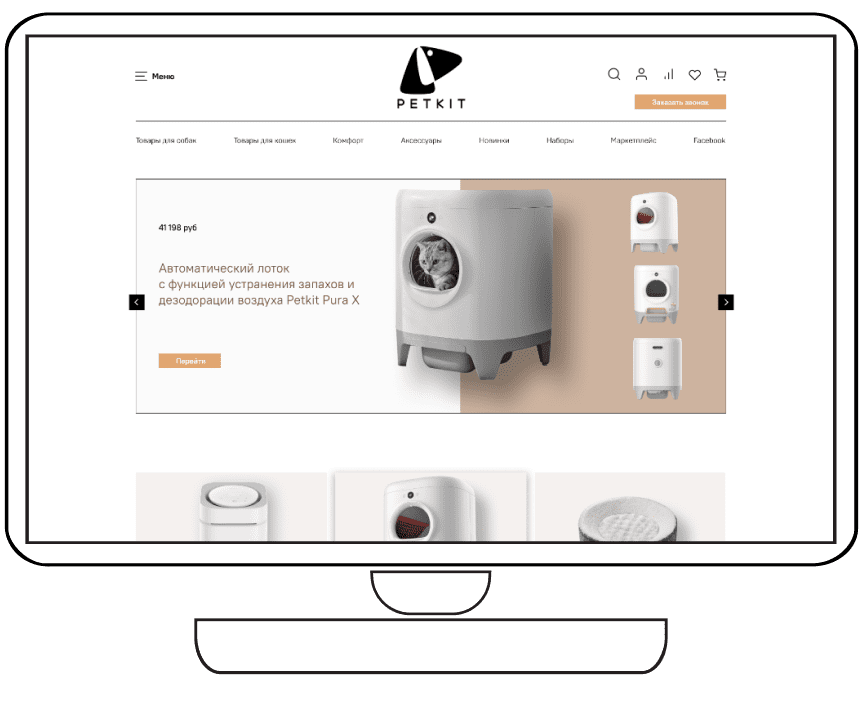 Меню
PETKIT
Заказать звонок
Товары для собак Товары для кошек Комфорт Аксессуары Новинки Наборы Маркетплейс Facebook
41 198 руб
Автоматический лоток
с функцией устранения запахов и
дезодорации воздуха Petkit Pura X
Перейти